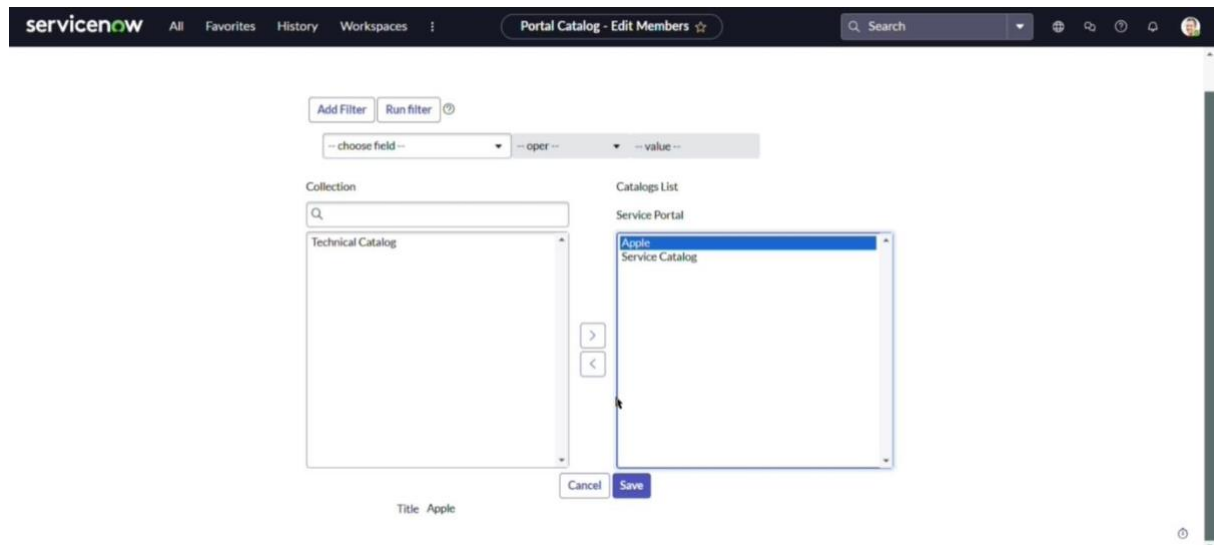 servicenow All Favorites History Workspaces Portal Catalog - Edit Members Search
Add Filter Run filter
-- choose field -- -- oper -- -- value --
Collection Catalogs List
Service Portal
Technical Catalog Apple
Service Catalog
Cancel Save
Title Apple